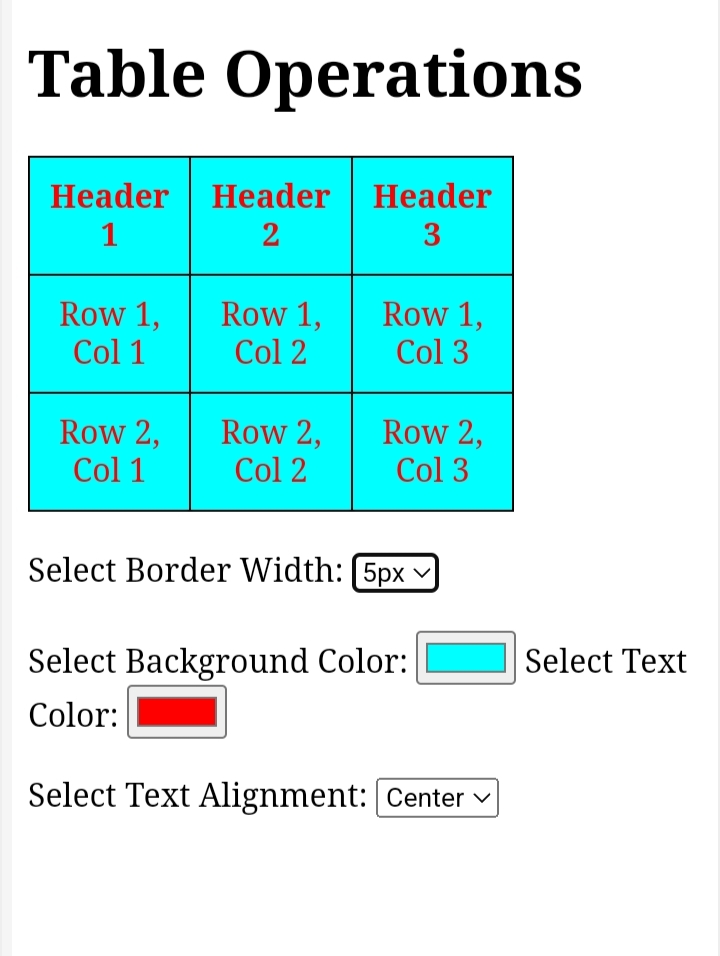 Table Operations
Header 1 Header 2 Header 3
Row 1, Col 1 Row 1, Col 2 Row 1, Col 3
Row 2, Col 1 Row 2, Col 2 Row 2, Col 3
Select Border Width: 5px
Select Background Color: Select Text
Color:
Select Text Alignment: Center